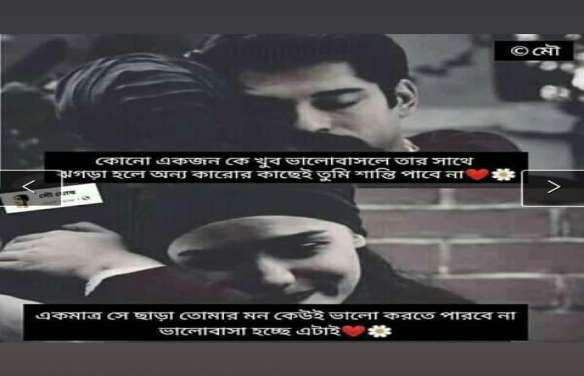 © মৌ
কোনো একজন কে খুব ভালোবাসলে তার সাথে
ঝগড়া হলে অন্য কারোর কাছেই তুমি শান্তি পাবে না❤️🌼
একমাত্র সে ছাড়া তোমার মন কেউই ভালো করতে পারবে না
ভালোবাসা হচ্ছে এটাই❤️🌼